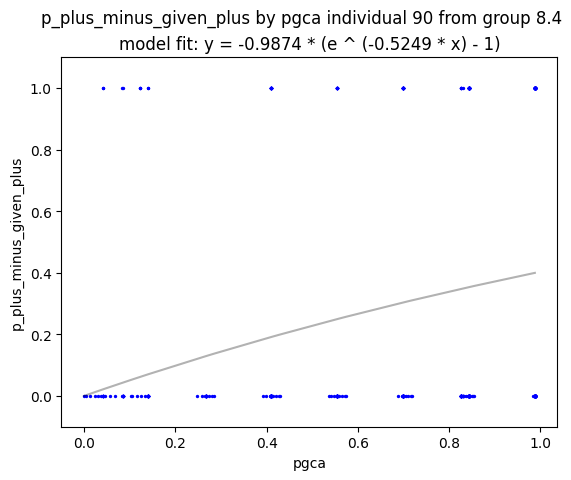 p_plus_minus_given_plus by pgca individual 90 from group 8.4
model fit: y = -0.9874 * (e ^ (-0.5249 * x) - 1)
p_plus_minus_given_plus
1.0
0.8
0.6
0.4
0.2
0.0
0.0 0.2 0.4 0.6 0.8 1.0
pgca